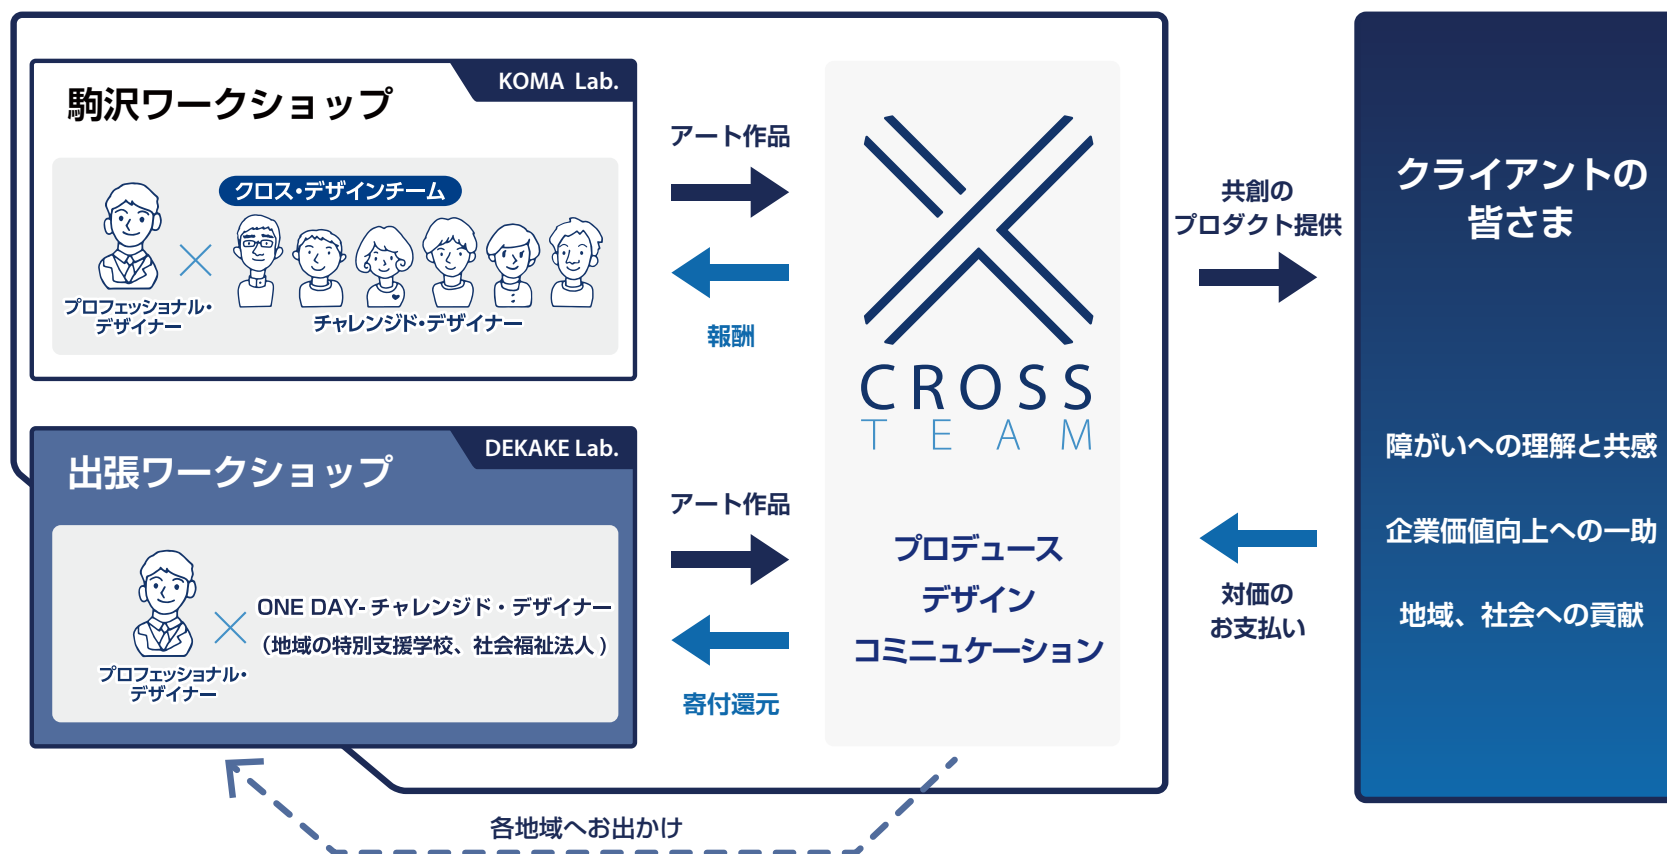 駒沢ワークショップ
KOMA Lab.
クロス・デザインチーム
プロフェッショナル・
デザイナー
チャレンジド・デザイナー
アート作品
報酬
出張ワークショップ
DEKAKE Lab.
ONE DAY-チャレンジド・デザイナー
（地域の特別支援学校、社会福祉法人）
プロフェッショナル・
デザイナー
アート作品
寄付還元
CROSS
TEAM
プロデュース
デザイン
コミニュケーション
各地域へお出かけ
共創の
プロダクト提供
対価の
お支払い
クライアントの
皆さま
障がいへの理解と共感
企業価値向上への一助
地域、社会への貢献